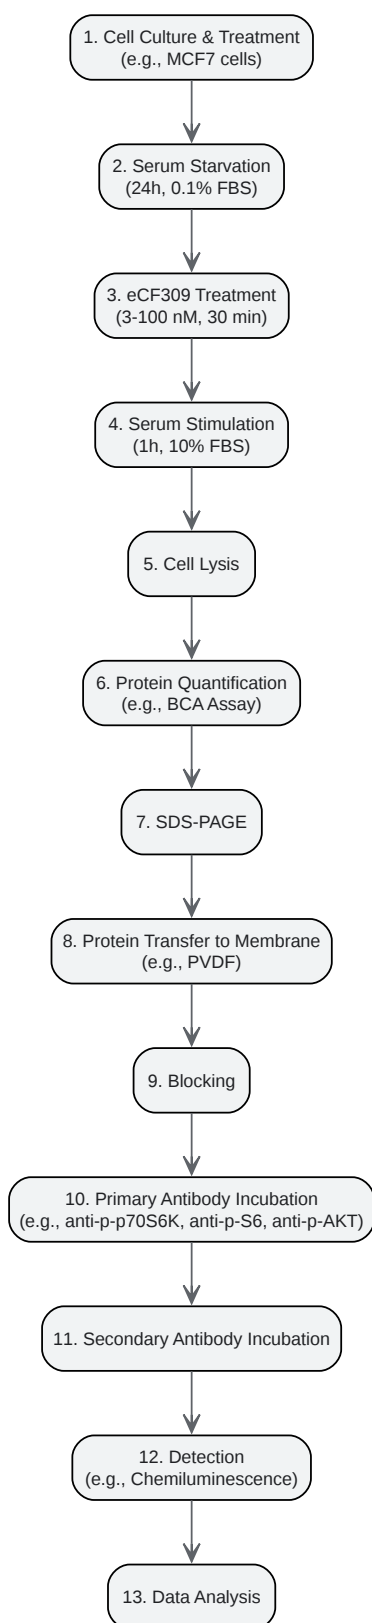 1. Cell Culture & Treatment
(e.g., MCF7 cells)
2. Serum Starvation
(24h, 0.1% FBS)
3. eCF309 Treatment
(3-100 nM, 30 min)
4. Serum Stimulation
(1h, 10% FBS)
5. Cell Lysis
6. Protein Quantification
(e.g., BCA Assay)
7. SDS-PAGE
8. Protein Transfer to Membrane
(e.g., PVDF)
9. Blocking
10. Primary Antibody Incubation
(e.g., anti-p-p70S6K, anti-p-S6, anti-p-AKT)
11. Secondary Antibody Incubation
12. Detection
(e.g., Chemiluminescence)
13. Data Analysis